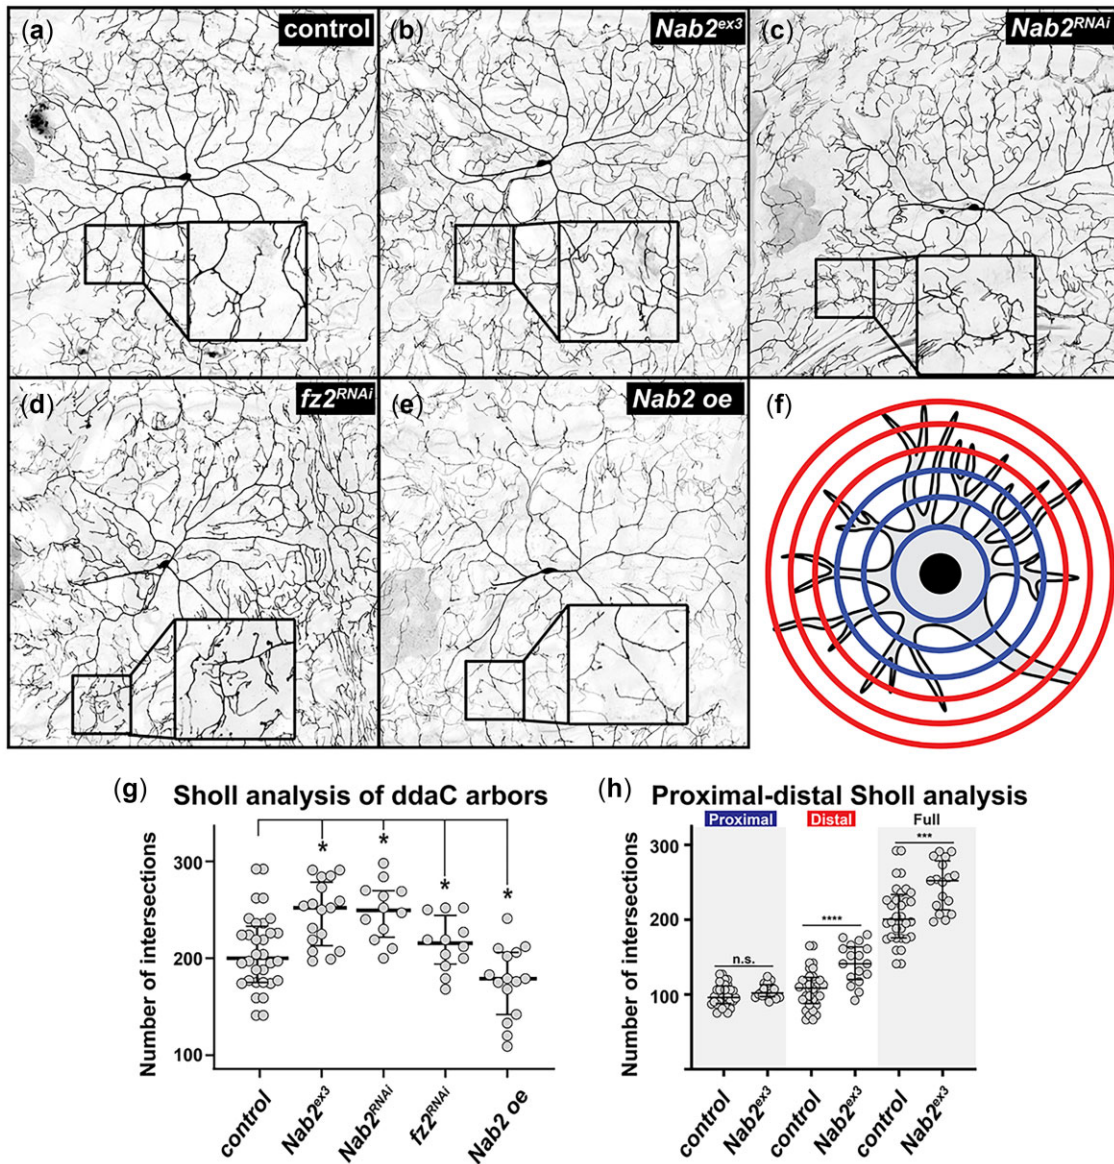 (a) control
(b) Nab2ex3
(c) Nab2RNAi
(d) fz2RNAi
(e) Nab2 oe
(f)
(g) Sholl analysis of ddaC arbors
Number of intersections
300
200
100
* * * *
control Nab2ex3 Nab2RNAi fz2RNAi Nab2 oe
(h) Proximal-distal Sholl analysis
Proximal Distal Full
Number of intersections
300
200
100
n.s. **** ***
control Nab2ex3 control Nab2ex3 control Nab2ex3